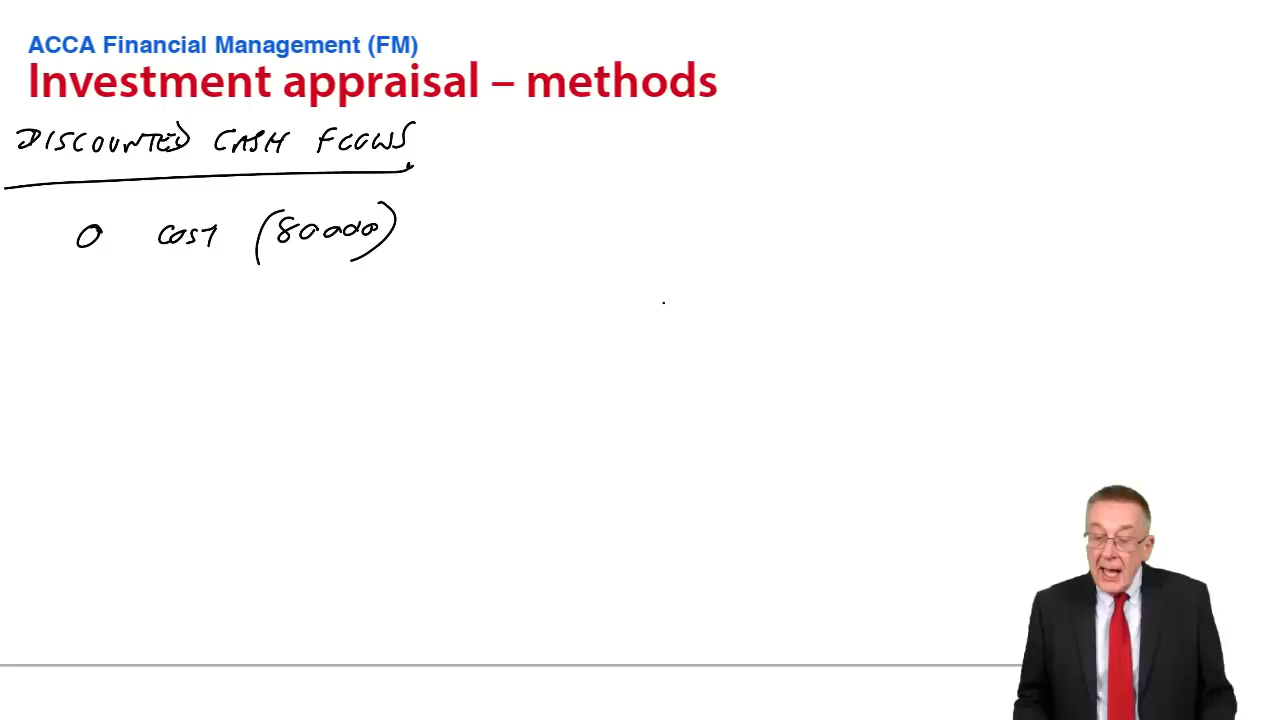 ACCA Financial Management (FM)
Investment appraisal – methods
DISCOUNTED CASH FLOWS
0 COST (80000)